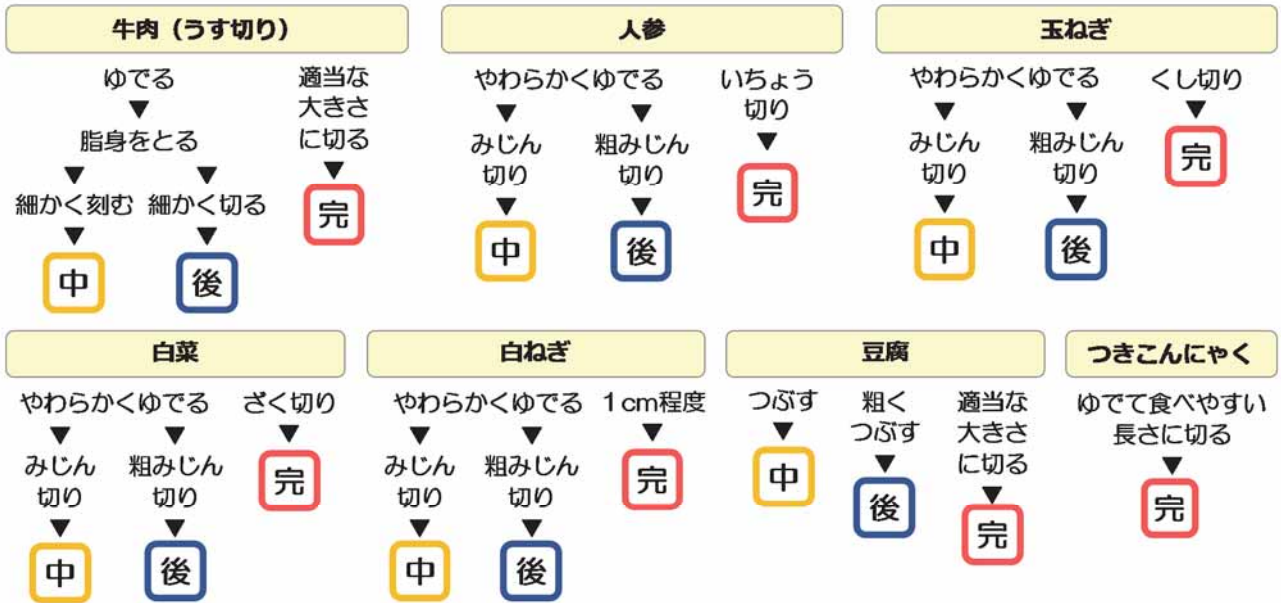 牛肉（うす切り）
ゆでる
▼
脂身をとる
▼ ▼
細かく刻む 細かく切る
▼ ▼
中 後
適当な
大きさ
に切る
▼
完
人参
やわらかくゆでる
▼ ▼
みじん 粗みじん
切り 切り
▼ ▼
中 後
いちょう
切り
▼
完
玉ねぎ
やわらかくゆでる
▼ ▼
みじん 粗みじん
切り 切り
▼ ▼
中 後
くし切り
▼
完
白菜
やわらかくゆでる
▼ ▼
みじん 粗みじん
切り 切り
▼ ▼
中 後
ざく切り
▼
完
白ねぎ
やわらかくゆでる
▼ ▼
みじん 粗みじん
切り 切り
▼ ▼
中 後
1cm程度
▼
完
豆腐
つぶす
▼
中
粗く
つぶす
▼
後
適当な
大きさ
に切る
▼
完
つきこんにゃく
ゆでて食べやすい
長さに切る
▼
完